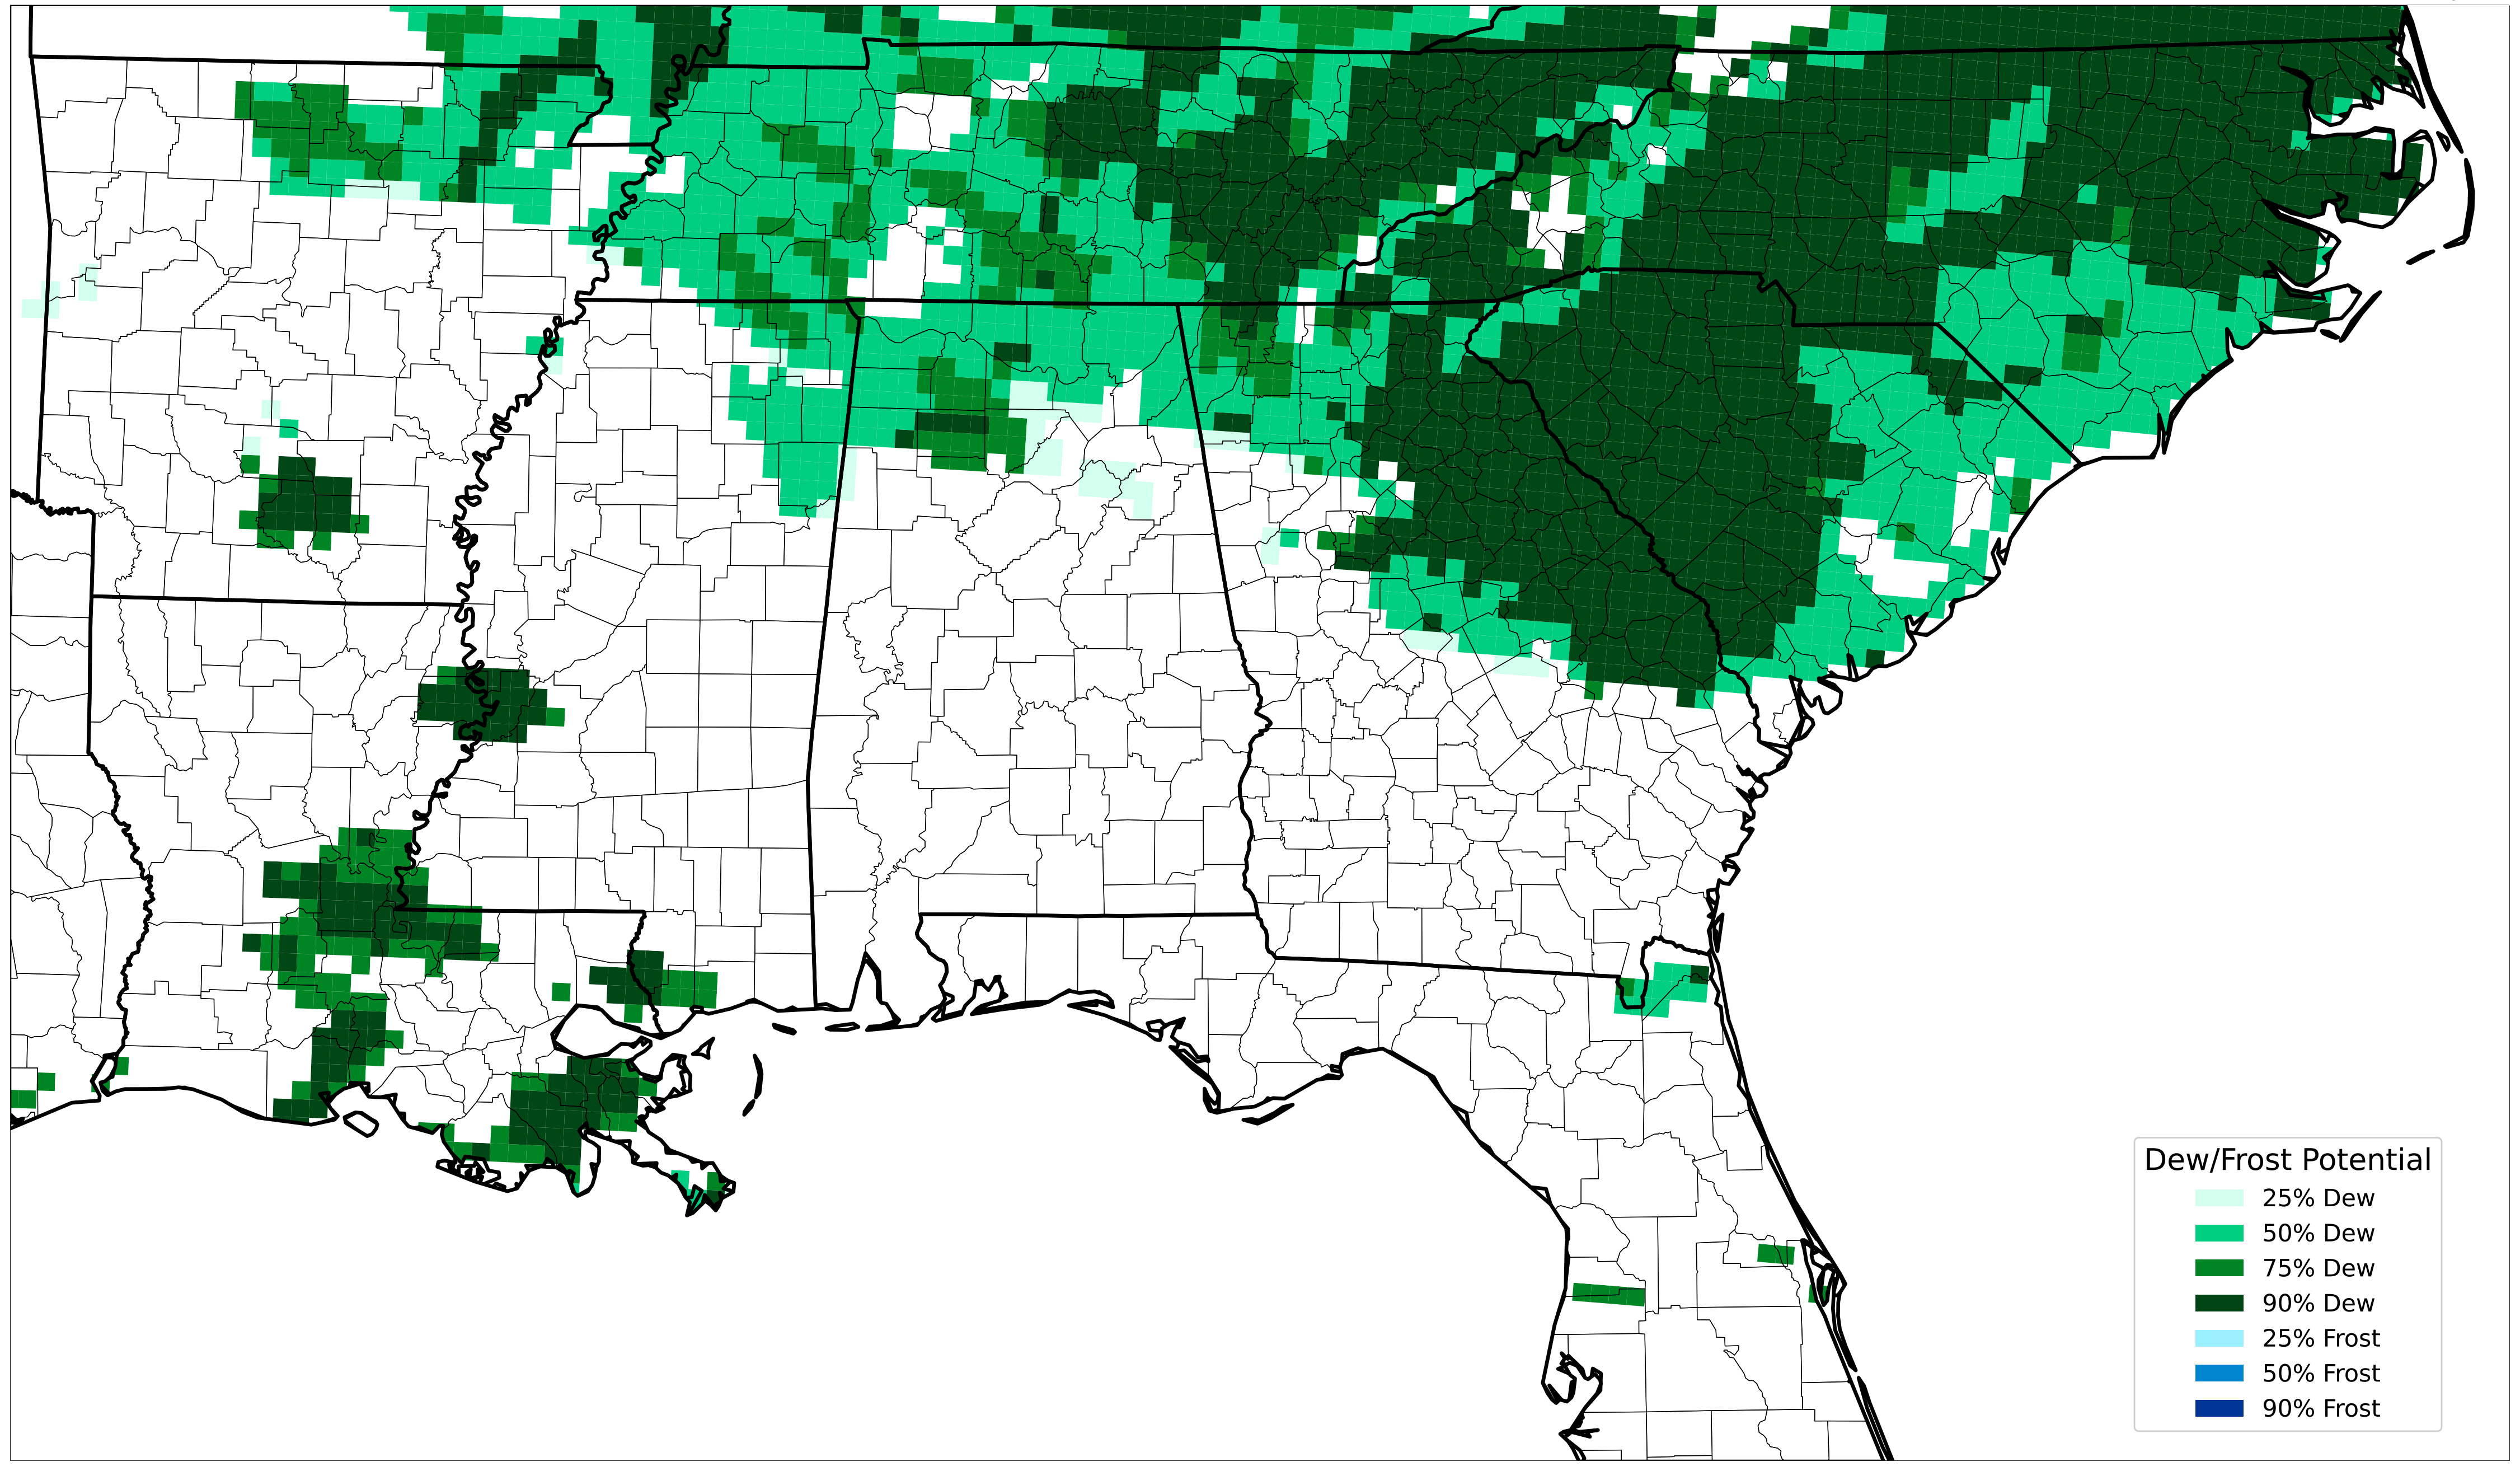 Dew/Frost Potential
25% Dew
50% Dew
75% Dew
90% Dew
25% Frost
50% Frost
90% Frost